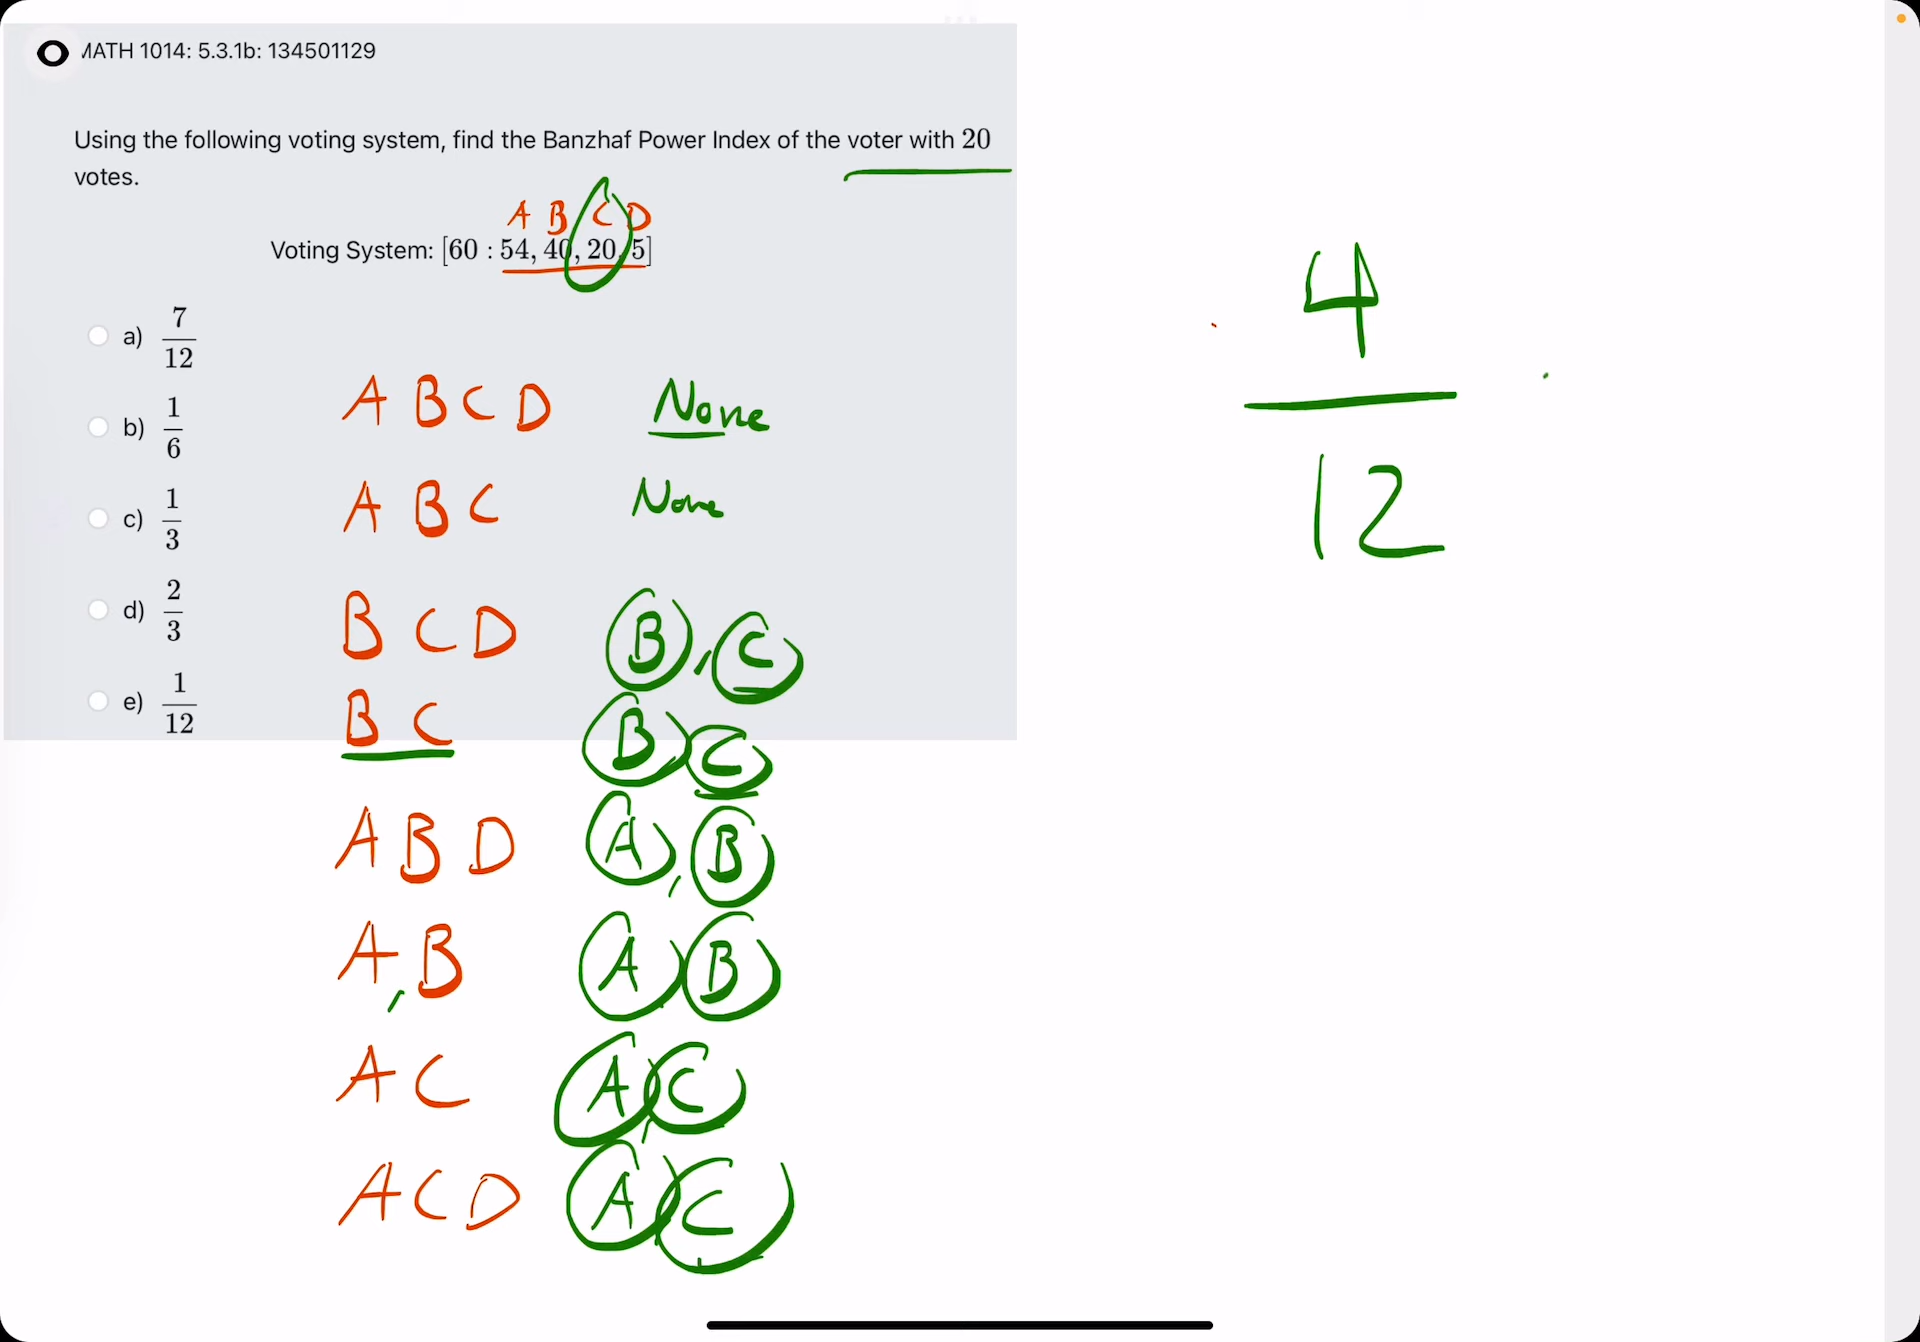 MATH 1014: 5.3.1b: 134501129
Using the following voting system, find the Banzhaf Power Index of the voter with 20
votes.
A B C D
Voting System: [60 : 54, 40, 20, 5]
a) 7/12
b) 1/6
c) 1/3
d) 2/3
e) 1/12
A B C D None
A B C None
B C D B, C
B C B C
A B D A, B
A, B A B
A C A, C
A C D A C
4
12